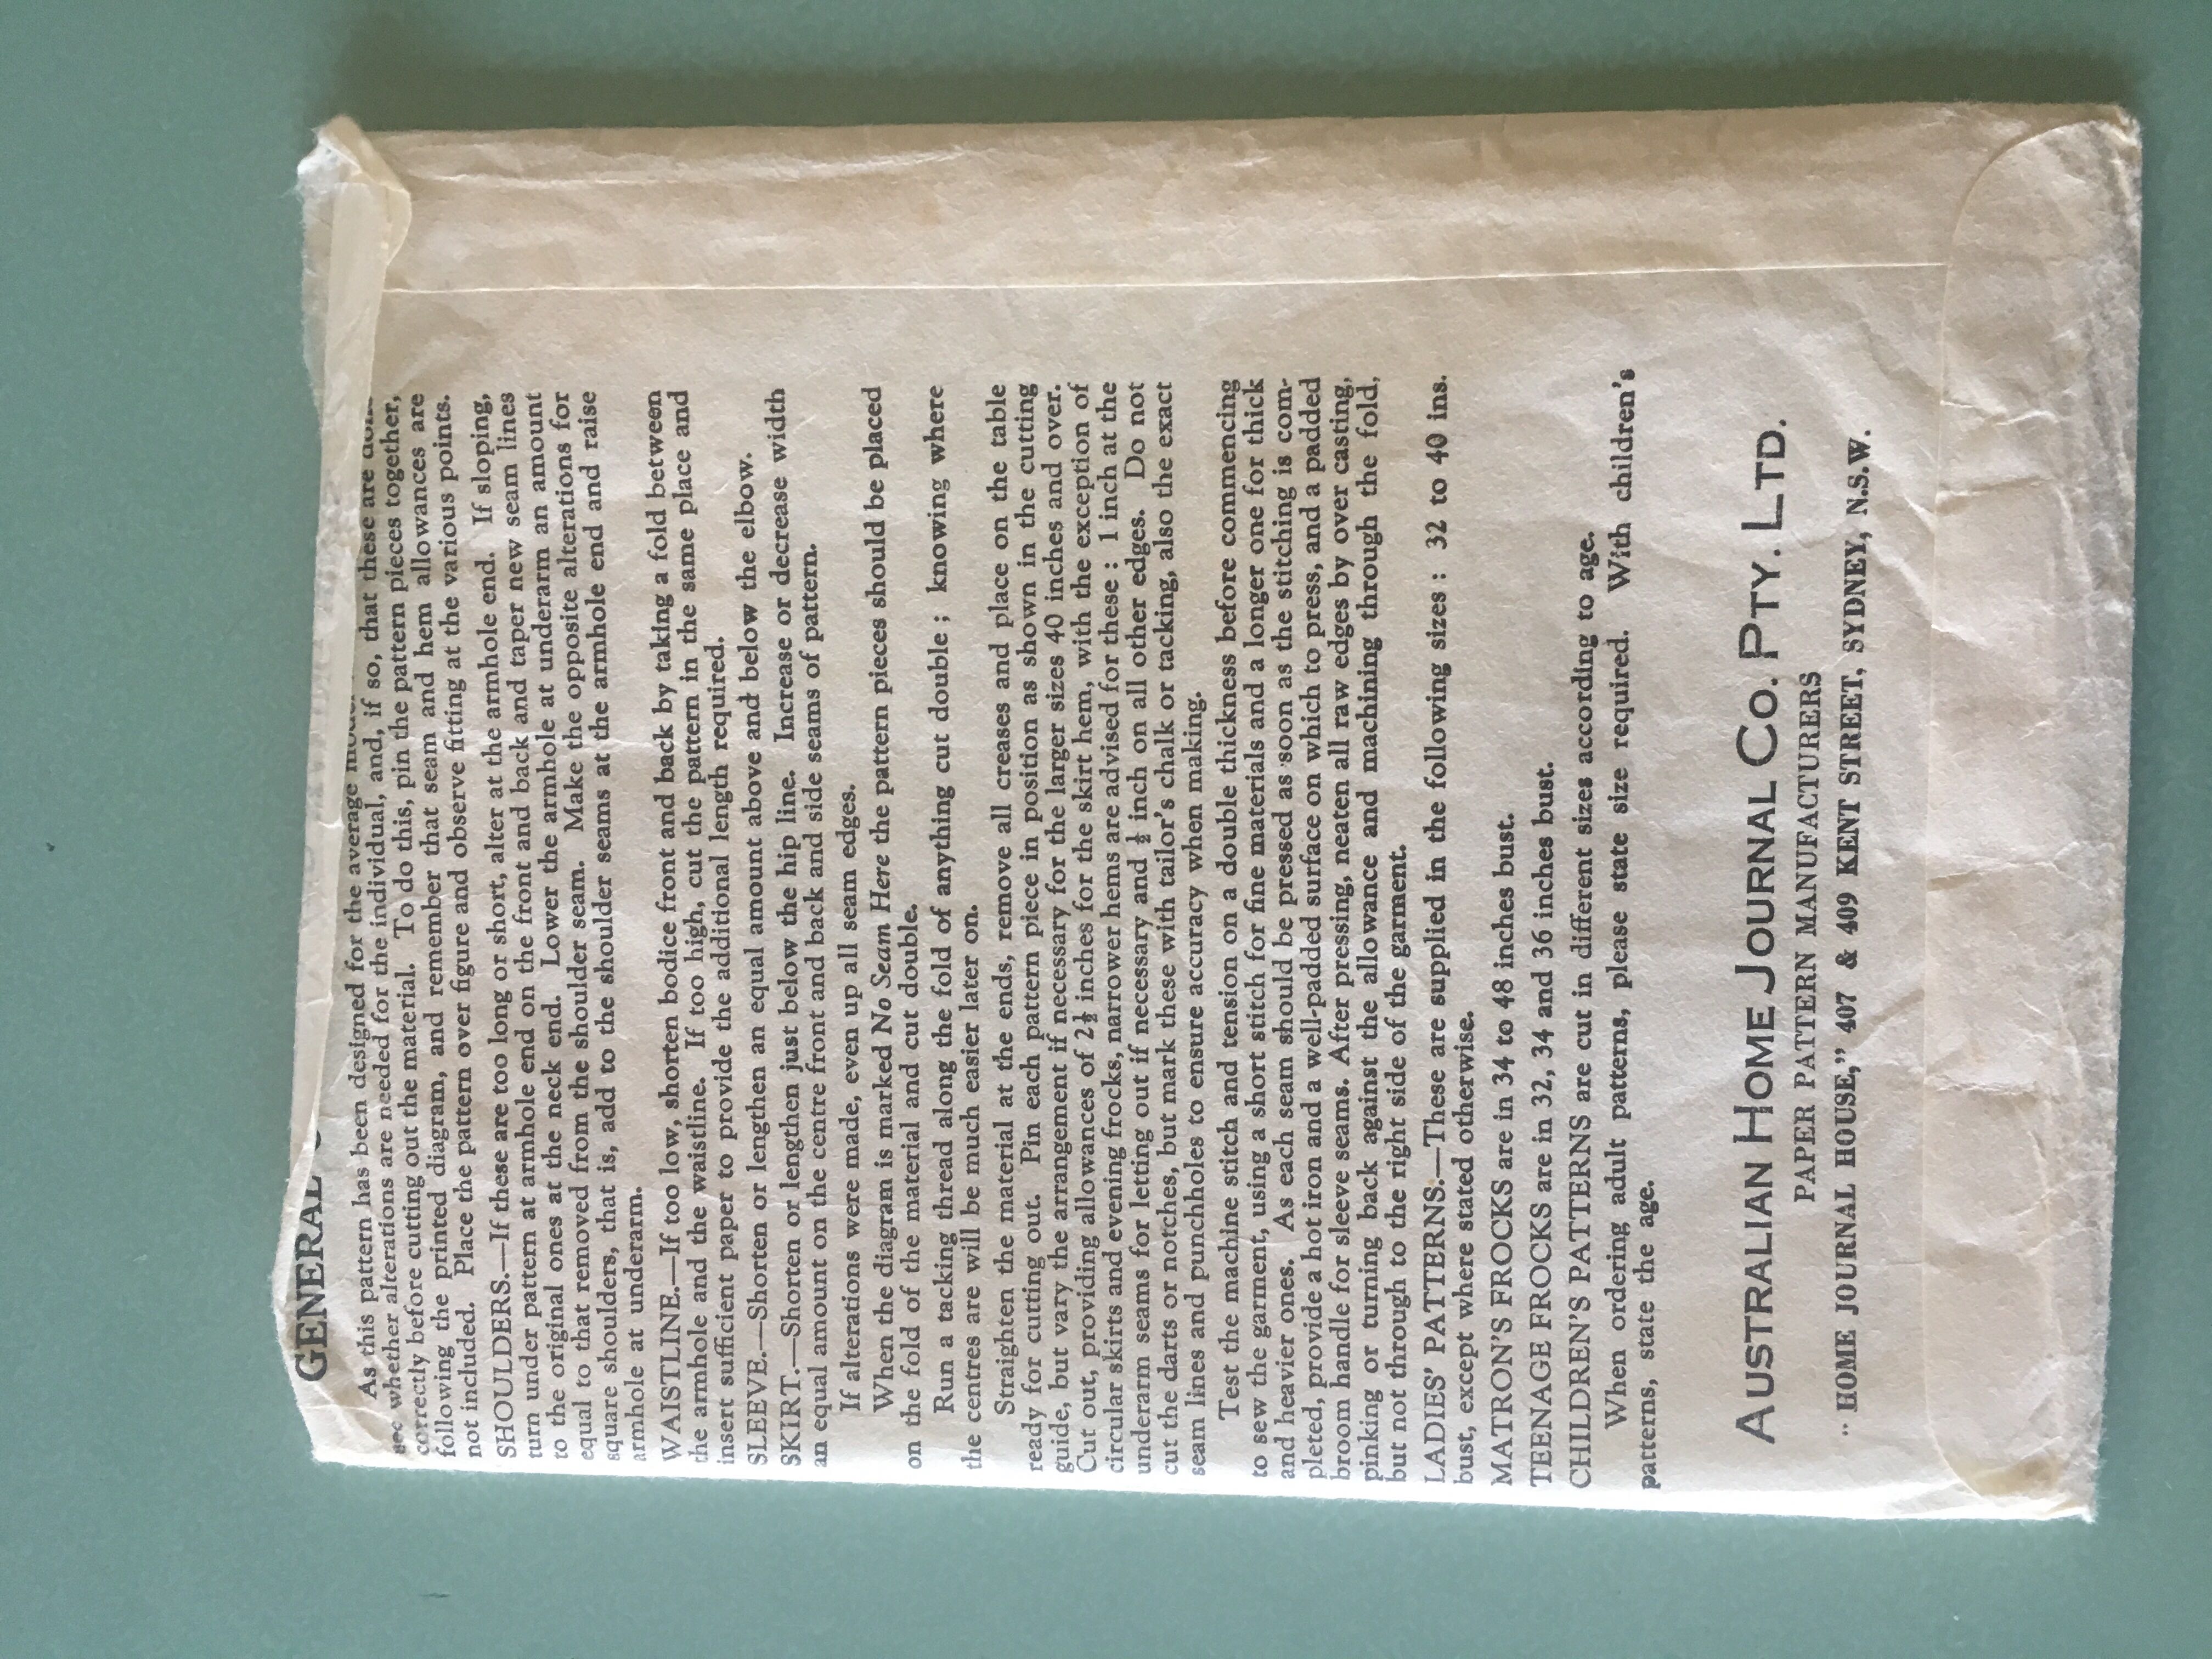 GENERAL
As this pattern has been designed for the average
see whether alterations are needed for the individual, and, if so, that these are
correctly before cutting out the material. To do this, pin the pattern pieces together,
following the printed diagram, and remember that seam and hem allowances are
not included. Place the pattern over figure and observe fitting at the various points.
SHOULDERS.—If these are too long or short, alter at the armhole end. If sloping,
turn under pattern at armhole end on the front and back and taper new seam lines
to the original ones at the neck end. Lower the armhole at underarm an amount
equal to that removed from the shoulder seam. Make the opposite alterations for
square shoulders, that is, add to the shoulder seams at the armhole end and raise
armhole at underarm.
WAISTLINE.—If too low, shorten bodice front and back by taking a fold between
the armhole and the waistline. If too high, cut the pattern in the same place and
insert sufficient paper to provide the additional length required.
SLEEVE.—Shorten or lengthen an equal amount above and below the elbow.
SKIRT.—Shorten or lengthen just below the hip line. Increase or decrease width
an equal amount on the centre front and back and side seams of pattern.
If alterations were made, even up all seam edges.
When the diagram is marked No Seam Here the pattern pieces should be placed
on the fold of the material and cut double.
Run a tacking thread along the fold of anything cut double ; knowing where
the centres are will be much easier later on.
Straighten the material at the ends, remove all creases and place on the table
ready for cutting out. Pin each pattern piece in position as shown in the cutting
guide, but vary the arrangement if necessary for the larger sizes 40 inches and over.
Cut out, providing allowances of 2½ inches for the skirt hem, with the exception of
circular skirts and evening frocks, narrower hems are advised for these : 1 inch at the
underarm seams for letting out if necessary and ½ inch on all other edges. Do not
cut the darts or notches, but mark these with tailor's chalk or tacking, also the exact
seam lines and punchholes to ensure accuracy when making.
Test the machine stitch and tension on a double thickness before commencing
to sew the garment, using a short stitch for fine materials and a longer one for thick
and heavier ones. As each seam should be pressed as soon as the stitching is com-
pleted, provide a hot iron and a well-padded surface on which to press, and a padded
broom handle for sleeve seams. After pressing, neaten all raw edges by over casting,
pinking or turning back against the allowance and machining through the fold,
but not through to the right side of the garment.
LADIES' PATTERNS.—These are supplied in the following sizes : 32 to 40 ins.
bust, except where stated otherwise.
MATRON'S FROCKS are in 34 to 48 inches bust.
TEENAGE FROCKS are in 32, 34 and 36 inches bust.
CHILDREN'S PATTERNS are cut in different sizes according to age.
When ordering adult patterns, please state size required. With children's
patterns, state the age.
AUSTRALIAN HOME JOURNAL CO. PTY. LTD.
PAPER PATTERN MANUFACTURERS
"HOME JOURNAL HOUSE," 407 & 409 KENT STREET, SYDNEY, N.S.W.